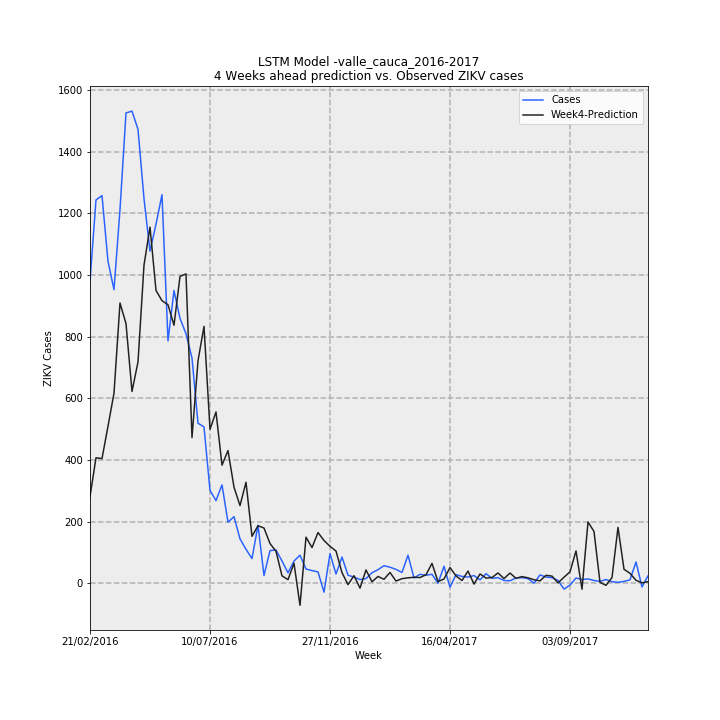 LSTM Model -valle_cauca_2016-2017
4 Weeks ahead prediction vs. Observed ZIKV cases
Cases
Week4-Prediction
1600
1400
1200
1000
800
600
400
200
0
ZIKV Cases
21/02/2016
10/07/2016
27/11/2016
16/04/2017
03/09/2017
Week